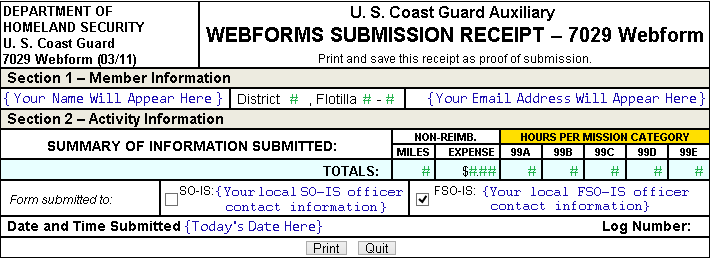 DEPARTMENT OF
HOMELAND SECURITY
U. S. Coast Guard
7029 Webform (03/11)
U. S. Coast Guard Auxiliary
WEBFORMS SUBMISSION RECEIPT – 7029 Webform
Print and save this receipt as proof of submission.
Section 1 – Member Information
{Your Name Will Appear Here} District # , Flotilla # - # {Your Email Address Will Appear Here}
Section 2 – Activity Information
SUMMARY OF INFORMATION SUBMITTED:
NON-REIMB. HOURS PER MISSION CATEGORY
MILES EXPENSE 99A 99B 99C 99D 99E
TOTALS: # $#.## # # # # #
Form submitted to:
SO-IS: {Your local SO-IS officer
contact information}
FSO-IS: {Your local FSO-IS officer
contact information}
Date and Time Submitted {Today's Date Here} Log Number:
Print Quit